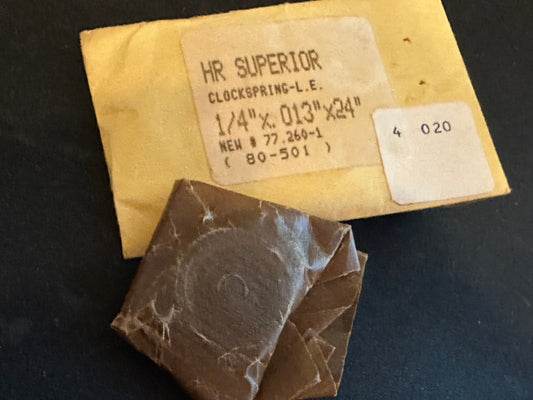 HR SUPERIOR
CLOCKSPRING-L.E.
1/4"x.013"x24"
NEW # 77.260-1
( 80-501 )
4 020